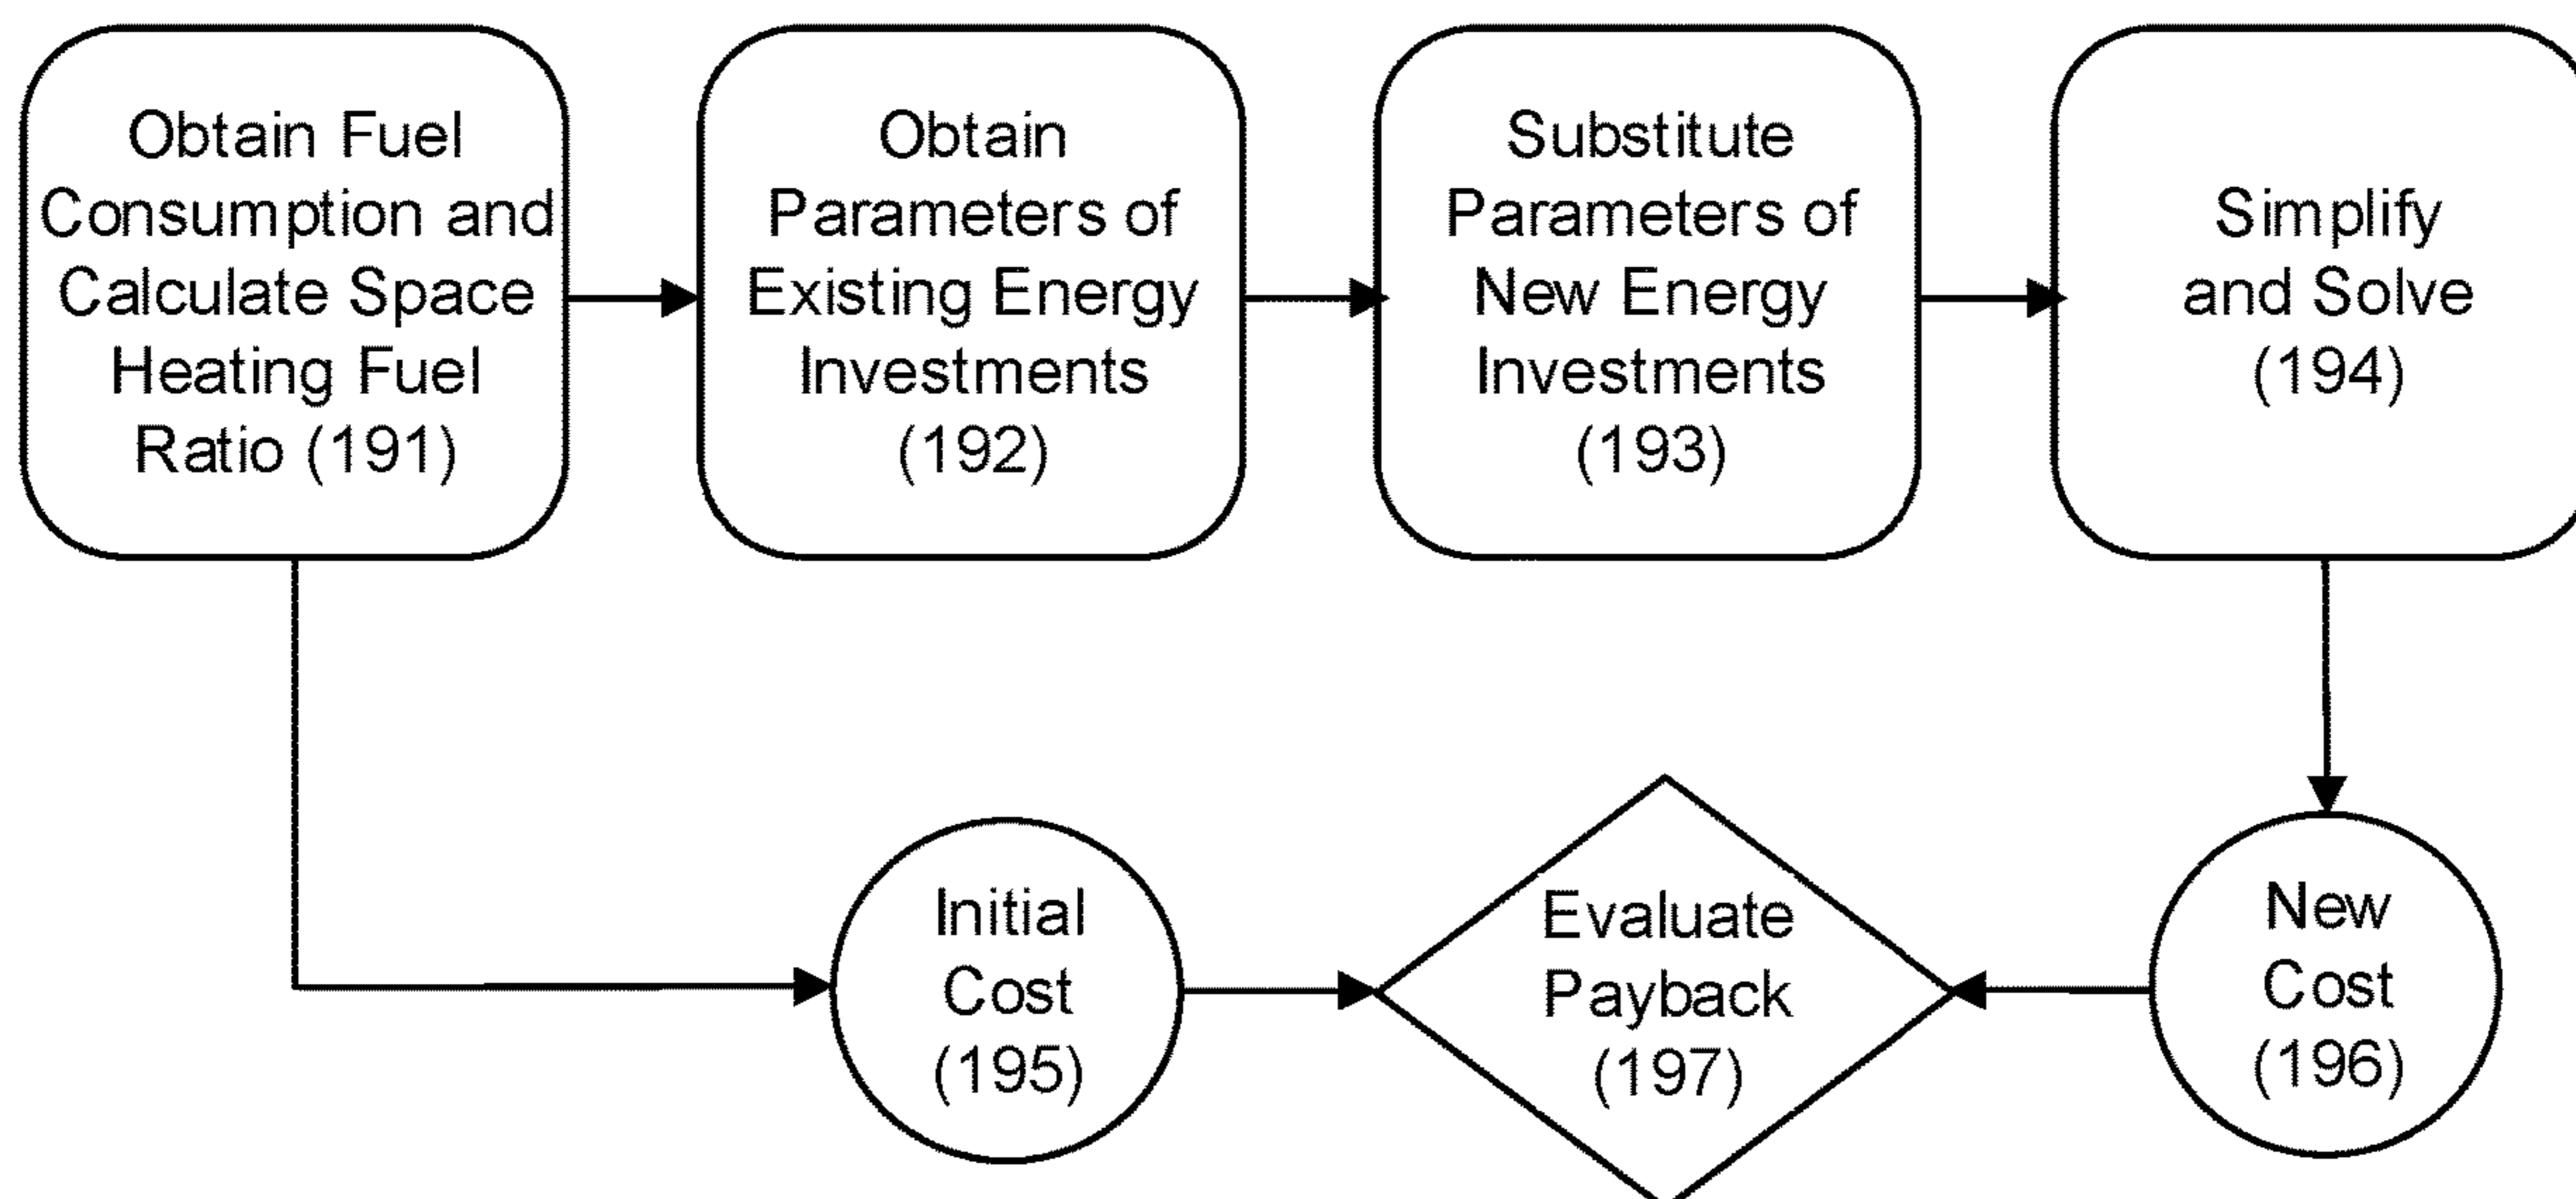 Obtain Fuel
Consumption and
Calculate Space
Heating Fuel
Ratio (191)
Obtain
Parameters of
Existing Energy
Investments
(192)
Substitute
Parameters of
New Energy
Investments
(193)
Simplify
and Solve
(194)
Initial
Cost
(195)
Evaluate
Payback
(197)
New
Cost
(196)